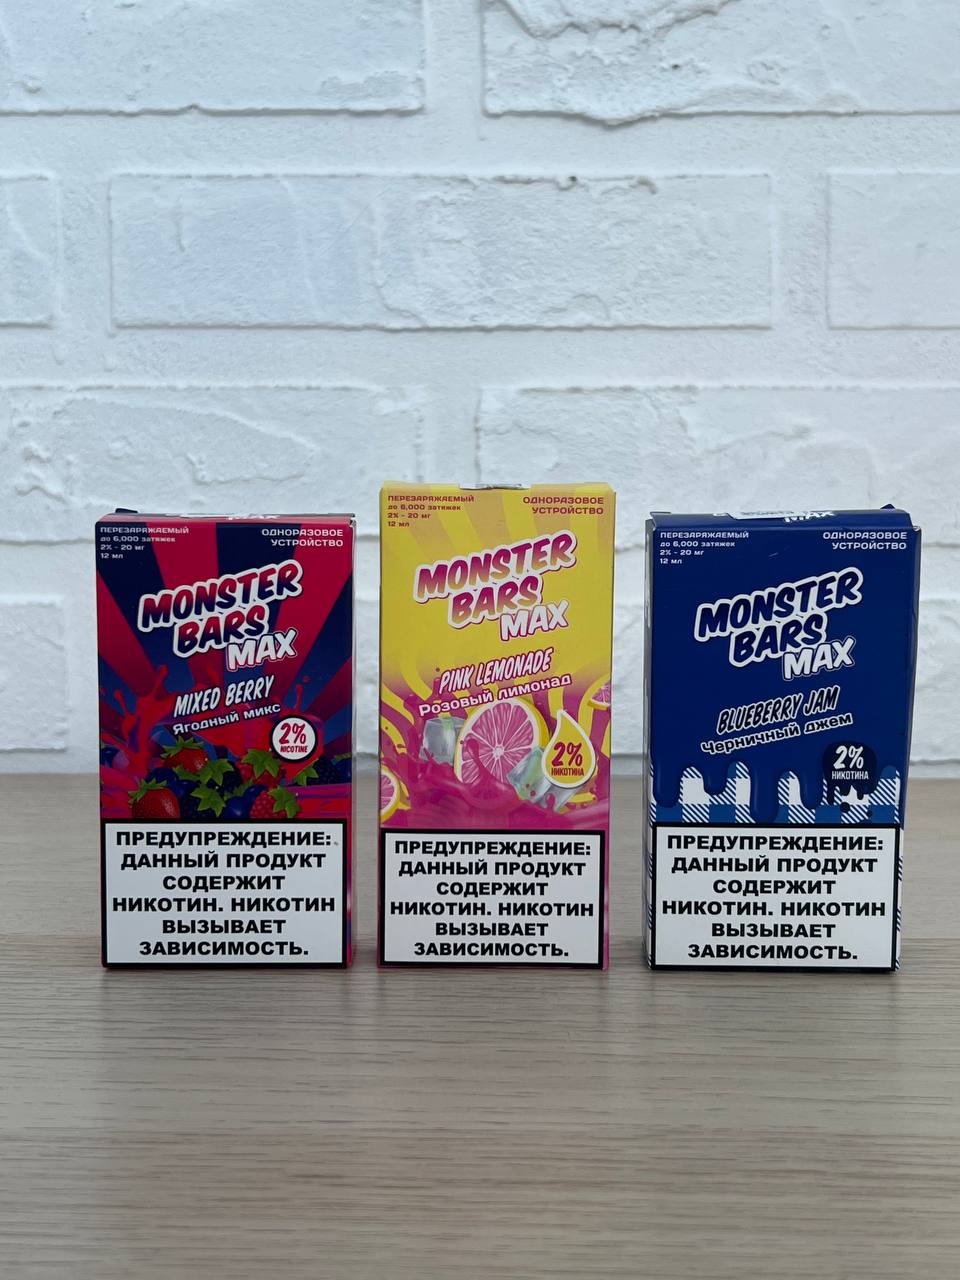 ПЕРЕЗАРЯЖАЕМЫЙ
до 6,000 затяжек
2% - 20 мг
12 мл
ОДНОРАЗОВОЕ
УСТРОЙСТВО
MONSTER
BARS
MAX
MIXED BERRY
Ягодный микс
2%
NICOTINE
ПРЕДУПРЕЖДЕНИЕ:
ДАННЫЙ ПРОДУКТ
СОДЕРЖИТ
НИКОТИН. НИКОТИН
ВЫЗЫВАЕТ
ЗАВИСИМОСТЬ.
ПЕРЕЗАРЯЖАЕМЫЙ
до 6,000 затяжек
2% - 20 мг
12 мл
ОДНОРАЗОВОЕ
УСТРОЙСТВО
MONSTER
BARS
MAX
PINK LEMONADE
Розовый лимонад
2%
НИКОТИНА
ПРЕДУПРЕЖДЕНИЕ:
ДАННЫЙ ПРОДУКТ
СОДЕРЖИТ
НИКОТИН. НИКОТИН
ВЫЗЫВАЕТ
ЗАВИСИМОСТЬ.
ПЕРЕЗАРЯЖАЕМЫЙ
до 6,000 затяжек
2% - 20 мг
12 мл
ОДНОРАЗОВОЕ
УСТРОЙСТВО
MONSTER
BARS
MAX
BLUEBERRY JAM
Черничный джем
2%
НИКОТИНА
ПРЕДУПРЕЖДЕНИЕ:
ДАННЫЙ ПРОДУКТ
СОДЕРЖИТ
НИКОТИН. НИКОТИН
ВЫЗЫВАЕТ
ЗАВИСИМОСТЬ.